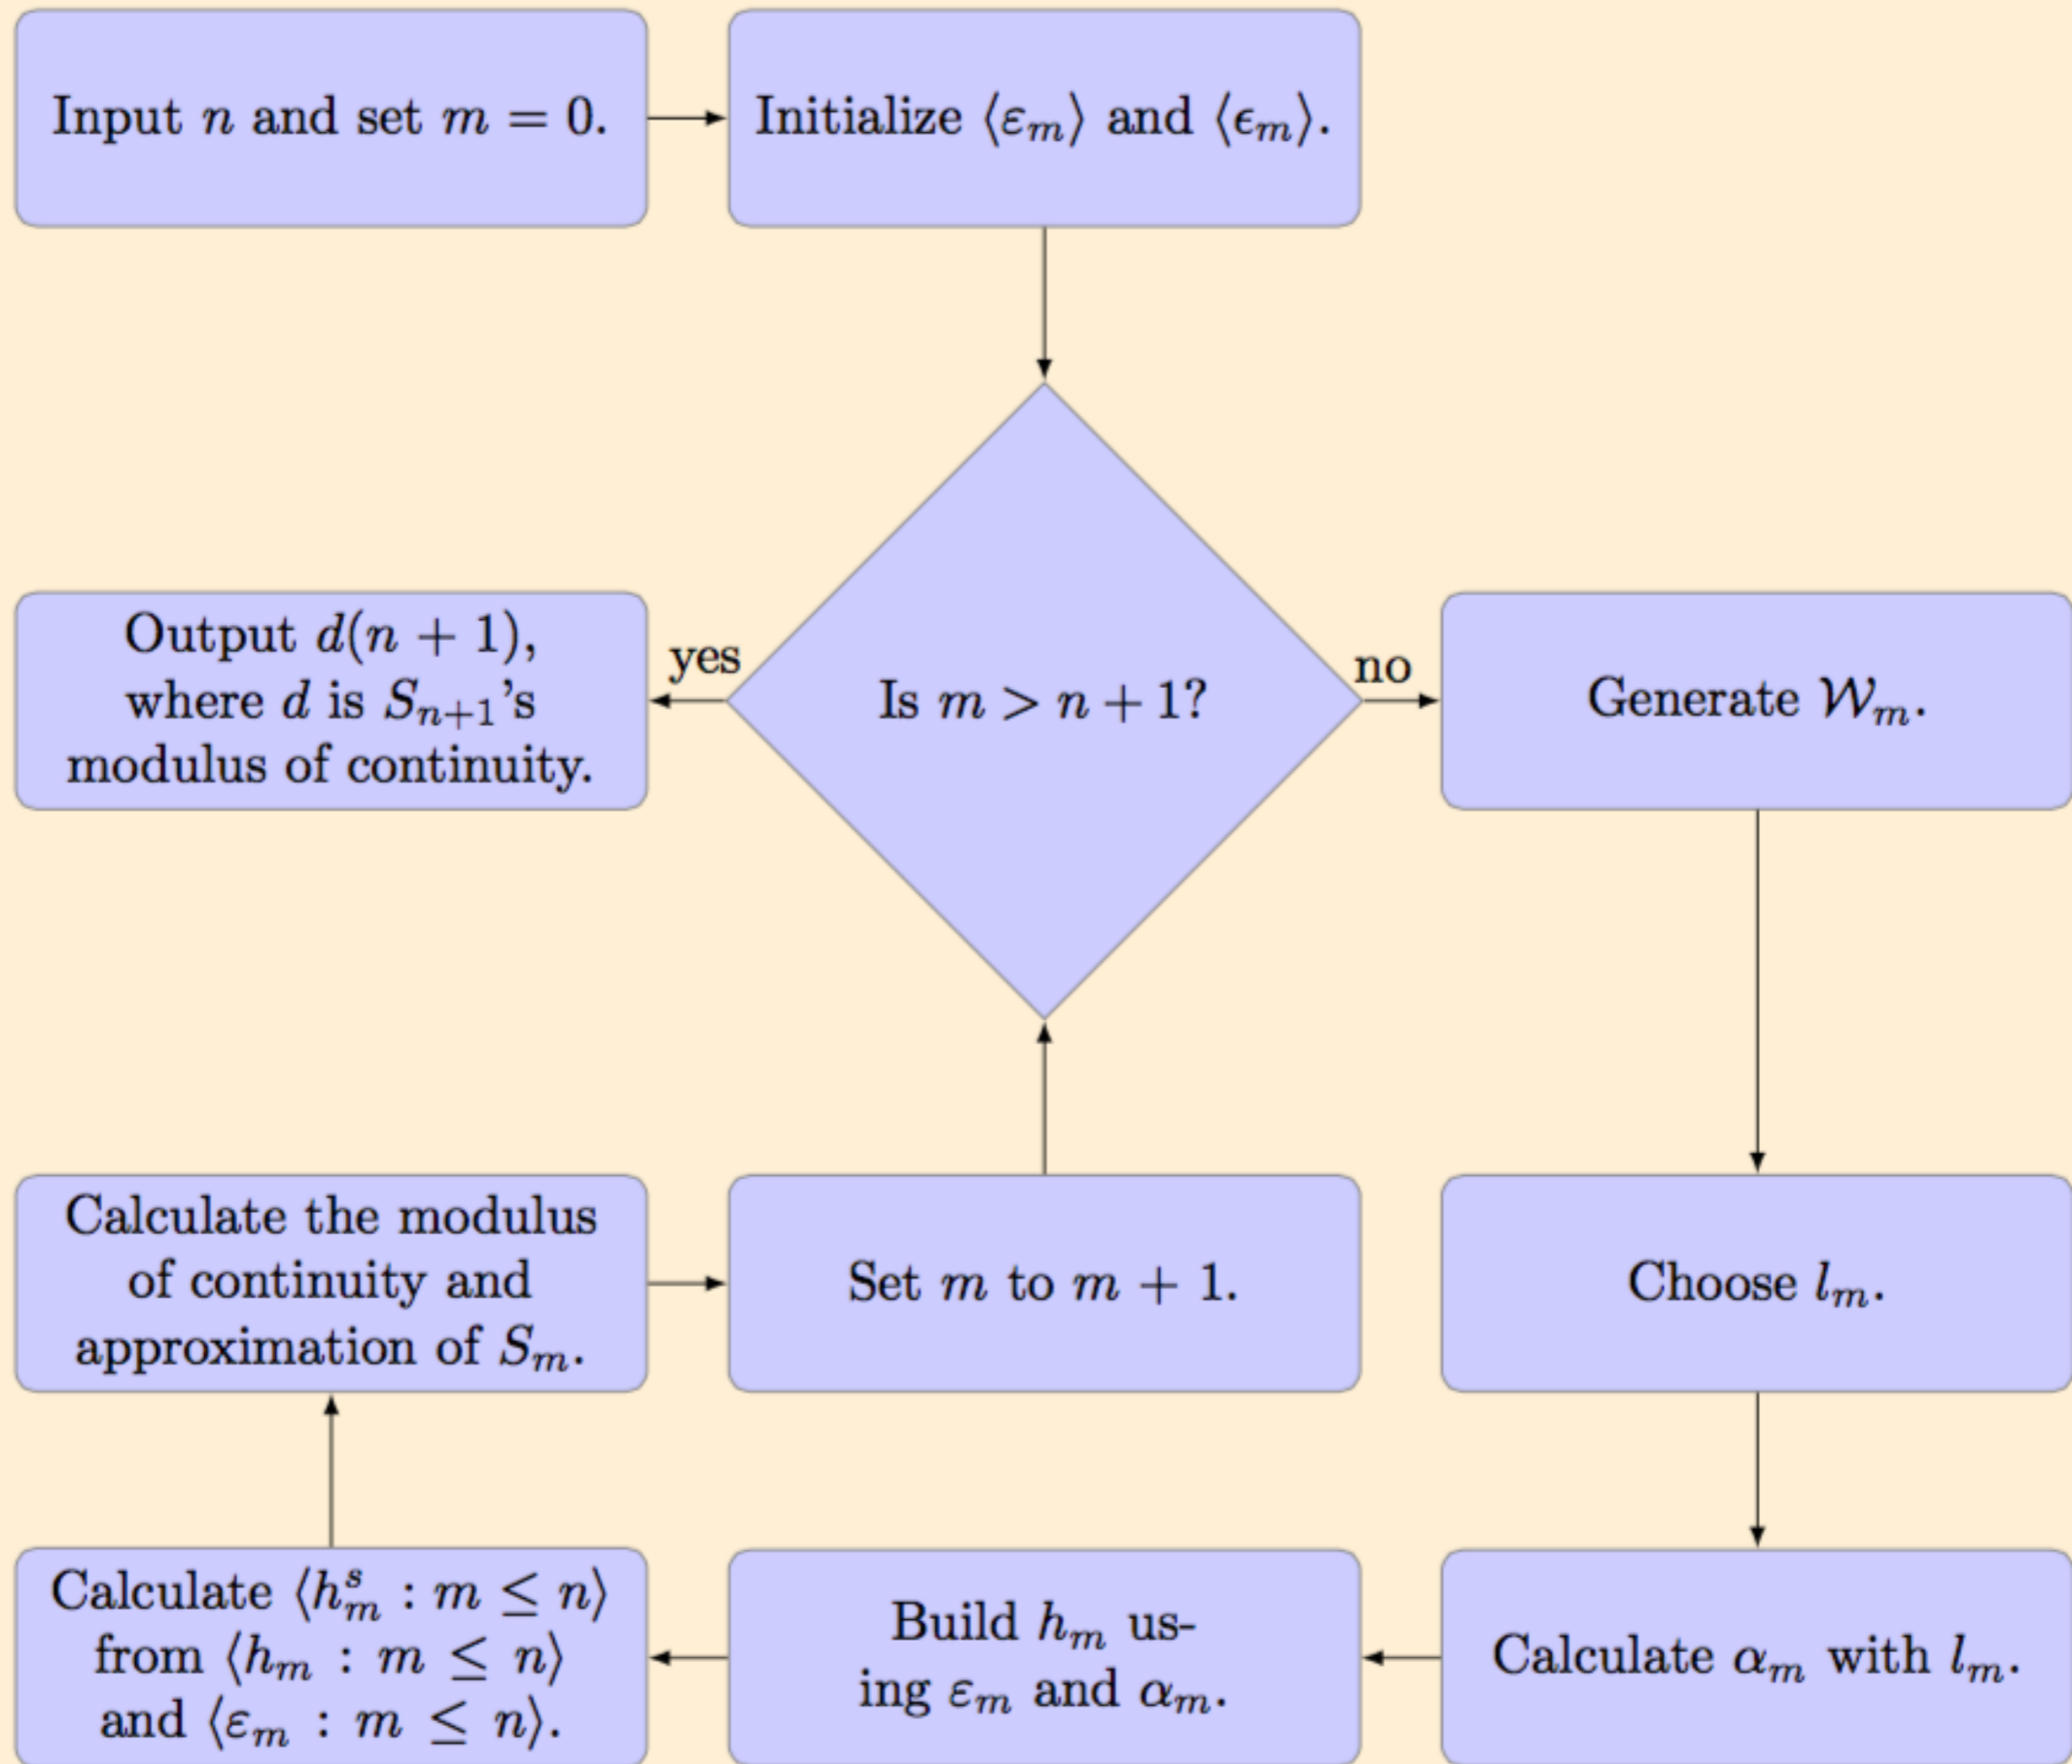 Input n and set m = 0.
Initialize ⟨εₘ⟩ and ⟨ϵₘ⟩.
Output d(n + 1),
where d is Sₙ₊₁'s
modulus of continuity.
yes
Is m > n + 1?
no
Generate 𝒲ₘ.
Calculate the modulus
of continuity and
approximation of Sₘ.
Set m to m + 1.
Choose lₘ.
Calculate ⟨hₘˢ : m ≤ n⟩
from ⟨hₘ : m ≤ n⟩
and ⟨εₘ : m ≤ n⟩.
Build hₘ us-
ing εₘ and αₘ.
Calculate αₘ with lₘ.